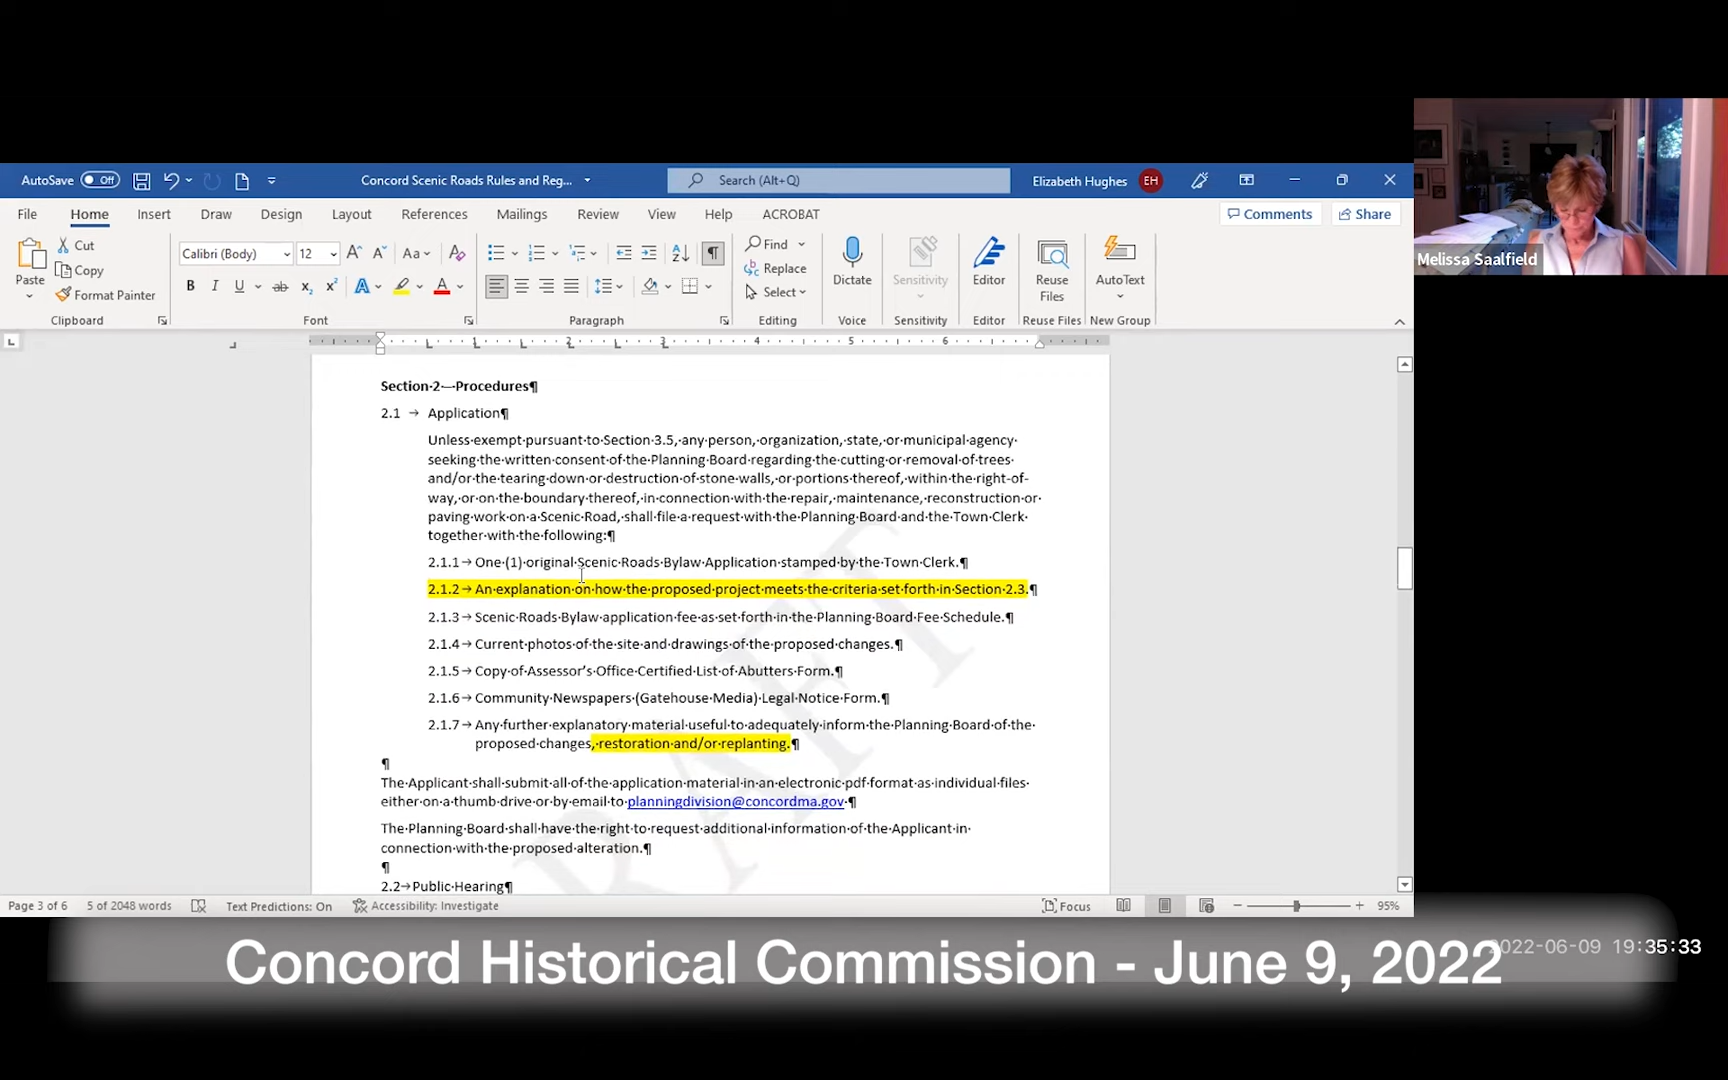 AutoSave Off
Concord Scenic Roads Rules and Reg...
Search (Alt+Q)
Elizabeth Hughes EH
File Home Insert Draw Design Layout References Mailings Review View Help ACROBAT
Comments Share
Paste
Cut
Copy
Format Painter
Clipboard
Calibri (Body) 12
Aa
B I U ab x₂ x² A A
Font
Paragraph
Find
Replace
Select
Editing
Dictate
Voice
Sensitivity
Sensitivity
Editor
Editor
Reuse
Files
Reuse Files
AutoText
New Group
Melissa Saalfield
1 2 3 4 5 6
Section·2·–·Procedures¶
2.1 → Application¶
Unless·exempt·pursuant·to·Section·3.5,·any·person,·organization,·state,·or·municipal·agency·
seeking·the·written·consent·of·the·Planning·Board·regarding·the·cutting·or·removal·of·trees·
and/or·the·tearing·down·or·destruction·of·stone·walls,·or·portions·thereof,·within·the·right-of-
way,·or·on·the·boundary·thereof,·in·connection·with·the·repair,·maintenance,·reconstruction·or·
paving·work·on·a·Scenic·Road,·shall·file·a·request·with·the·Planning·Board·and·the·Town·Clerk·
together·with·the·following:¶
2.1.1→One·(1)·original·Scenic·Roads·Bylaw·Application·stamped·by·the·Town·Clerk.¶
2.1.2→An·explanation·on·how·the·proposed·project·meets·the·criteria·set·forth·in·Section·2.3.¶
2.1.3→Scenic·Roads·Bylaw·application·fee·as·set·forth·in·the·Planning·Board·Fee·Schedule.¶
2.1.4→Current·photos·of·the·site·and·drawings·of·the·proposed·changes.¶
2.1.5→Copy·of·Assessor’s·Office·Certified·List·of·Abutters·Form.¶
2.1.6→Community·Newspapers·(Gatehouse·Media)·Legal·Notice·Form.¶
2.1.7→Any·further·explanatory·material·useful·to·adequately·inform·the·Planning·Board·of·the·
proposed·changes,·restoration·and/or·replanting.¶
¶
The·Applicant·shall·submit·all·of·the·application·material·in·an·electronic·pdf·format·as·individual·files·
either·on·a·thumb·drive·or·by·email·to·planningdivision@concordma.gov·¶
The·Planning·Board·shall·have·the·right·to·request·additional·information·of·the·Applicant·in·
connection·with·the·proposed·alteration.¶
¶
2.2→Public·Hearing¶
RAFT
Page 3 of 6 5 of 2048 words Text Predictions: On Accessibility: Investigate Focus 95%
Concord Historical Commission - June 9, 2022
2022-06-09 19:35:33